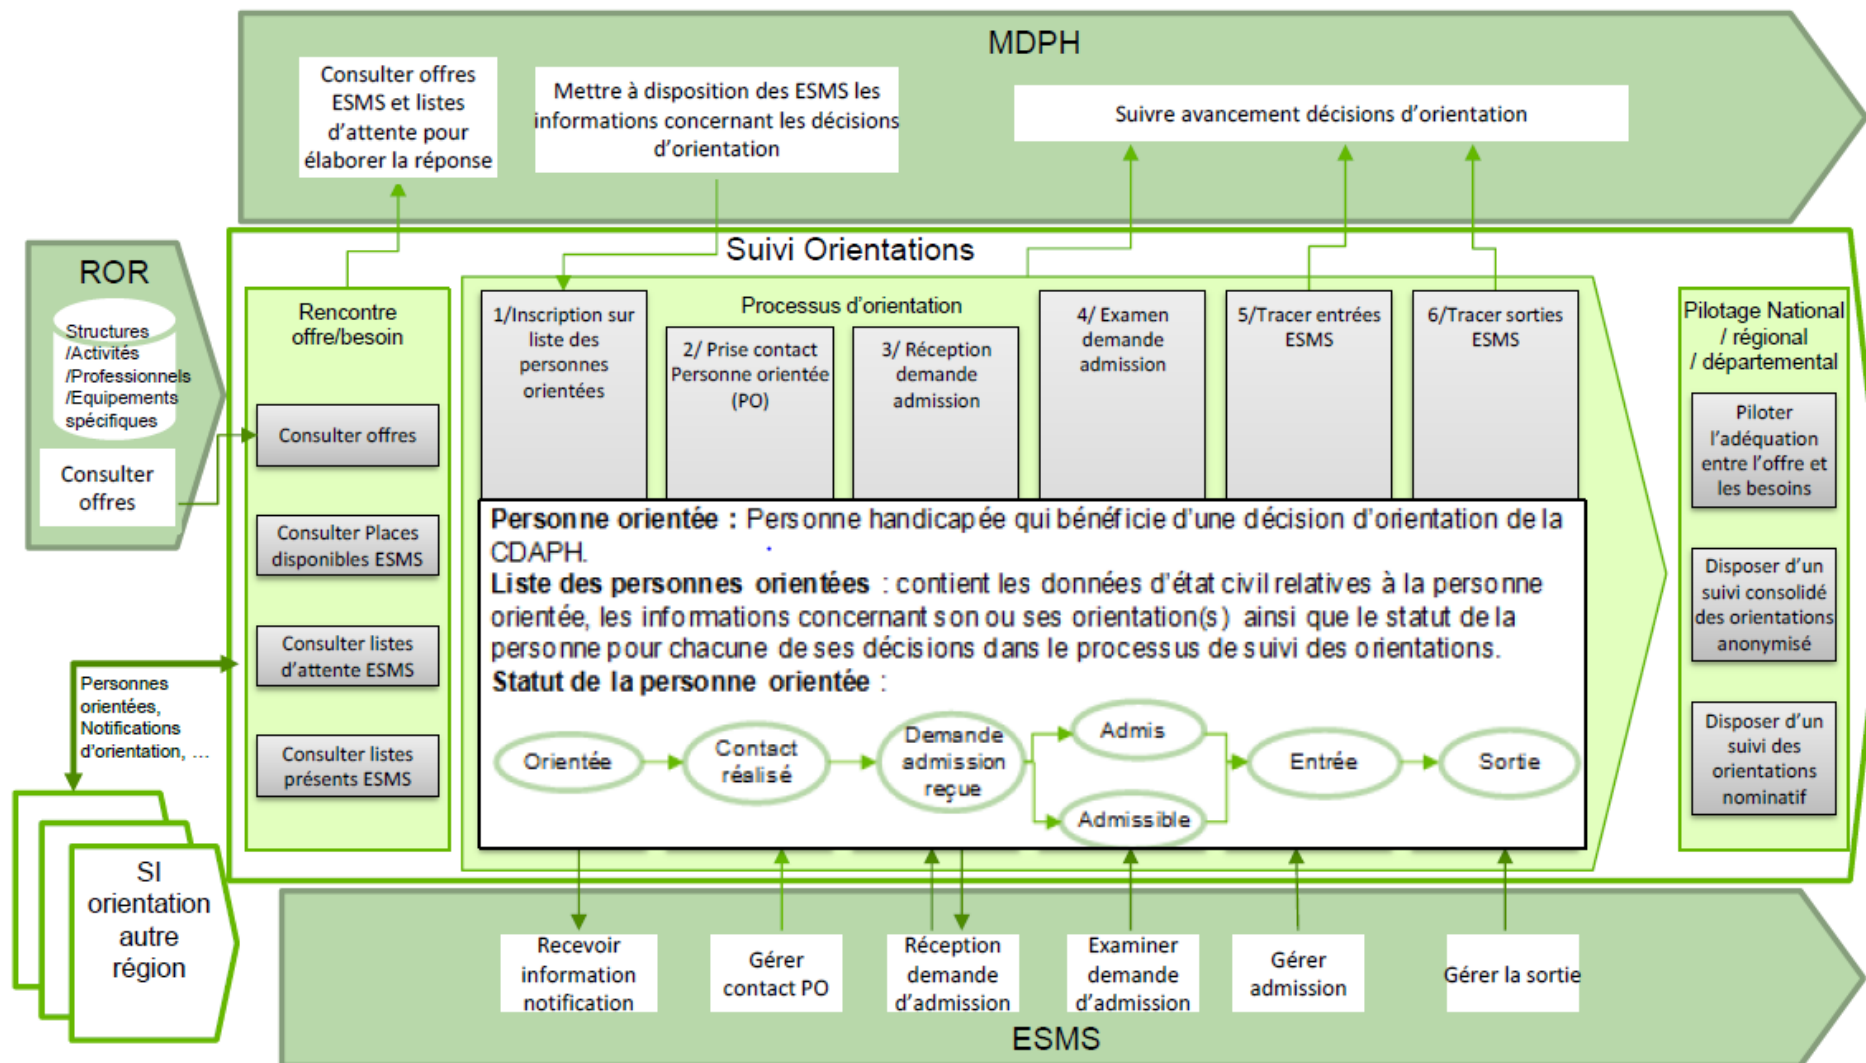 MDPH
Consulter offres
ESMS et listes
d'attente pour
élaborer la réponse
Mettre à disposition des ESMS les
informations concernant les décisions
d'orientation
Suivre avancement décisions d'orientation
ROR
Structures
/Activités
/Professionnels
/Equipements
spécifiques
Consulter
offres
Suivi Orientations
Rencontre
offre/besoin
Consulter offres
Consulter Places
disponibles ESMS
Consulter listes
d'attente ESMS
Consulter listes
présents ESMS
Processus d'orientation
1/Inscription sur
liste des
personnes
orientées
2/ Prise contact
Personne orientée
(PO)
3/ Réception
demande
admission
4/ Examen
demande
admission
5/Tracer entrées
ESMS
6/Tracer sorties
ESMS
Personne orientée : Personne handicapée qui bénéficie d'une décision d'orientation de la
CDAPH.
Liste des personnes orientées : contient les données d'état civil relatives à la personne
orientée, les informations concernant son ou ses orientation(s) ainsi que le statut de la
personne pour chacune de ses décisions dans le processus de suivi des orientations.
Statut de la personne orientée :
Orientée
Contact
réalisé
Demande
admission
reçue
Admis
Admissible
Entrée
Sortie
Pilotage National
/ régional
/ départemental
Piloter
l'adéquation
entre l'offre et
les besoins
Disposer d'un
suivi consolidé
des orientations
anonymisé
Disposer d'un
suivi des
orientations
nominatif
Personnes
orientées,
Notifications
d'orientation, ...
SI
orientation
autre
région
Recevoir
information
notification
Gérer
contact PO
Réception
demande
d'admission
Examiner
demande
d'admission
Gérer
admission
Gérer la sortie
ESMS